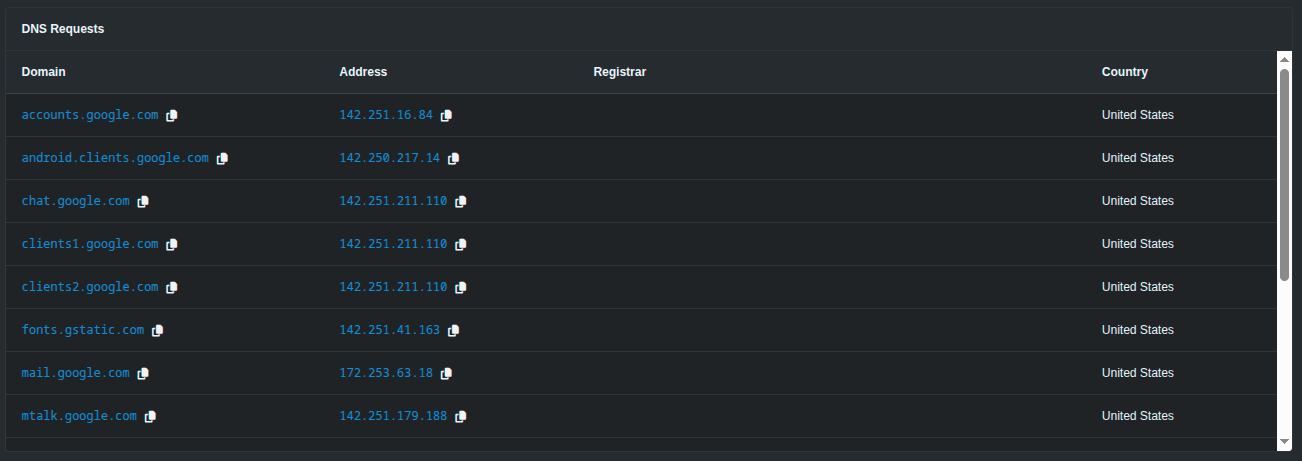 DNS Requests
Domain Address Registrar Country
accounts.google.com 142.251.16.84 United States
android.clients.google.com 142.250.217.14 United States
chat.google.com 142.251.211.110 United States
clients1.google.com 142.251.211.110 United States
clients2.google.com 142.251.211.110 United States
fonts.gstatic.com 142.251.41.163 United States
mail.google.com 172.253.63.18 United States
mtalk.google.com 142.251.179.188 United States